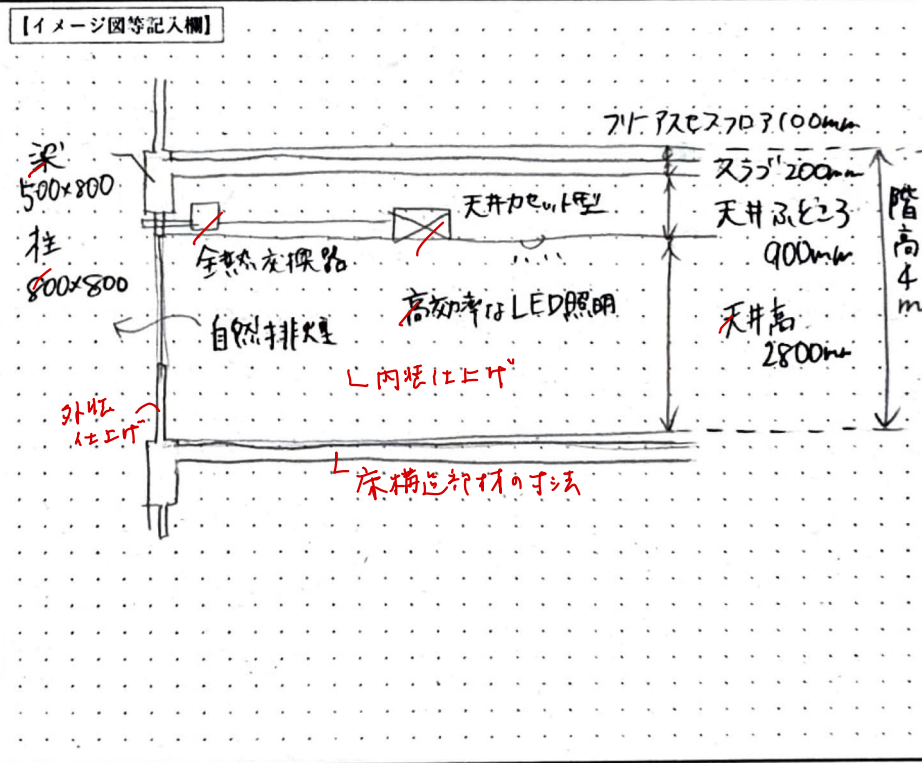 【イメージ図等記入欄】
フリーアスセスフロア100mm
梁
500×800
スラブ200mm
天井カセット型
天井ふところ
900mm
階高4m
柱
800×800
全熱交換器
高効率なLED照明
天井高
2800mm
自然排煙
内装仕上げ
外壁
仕上げ
床構造部材の寸法